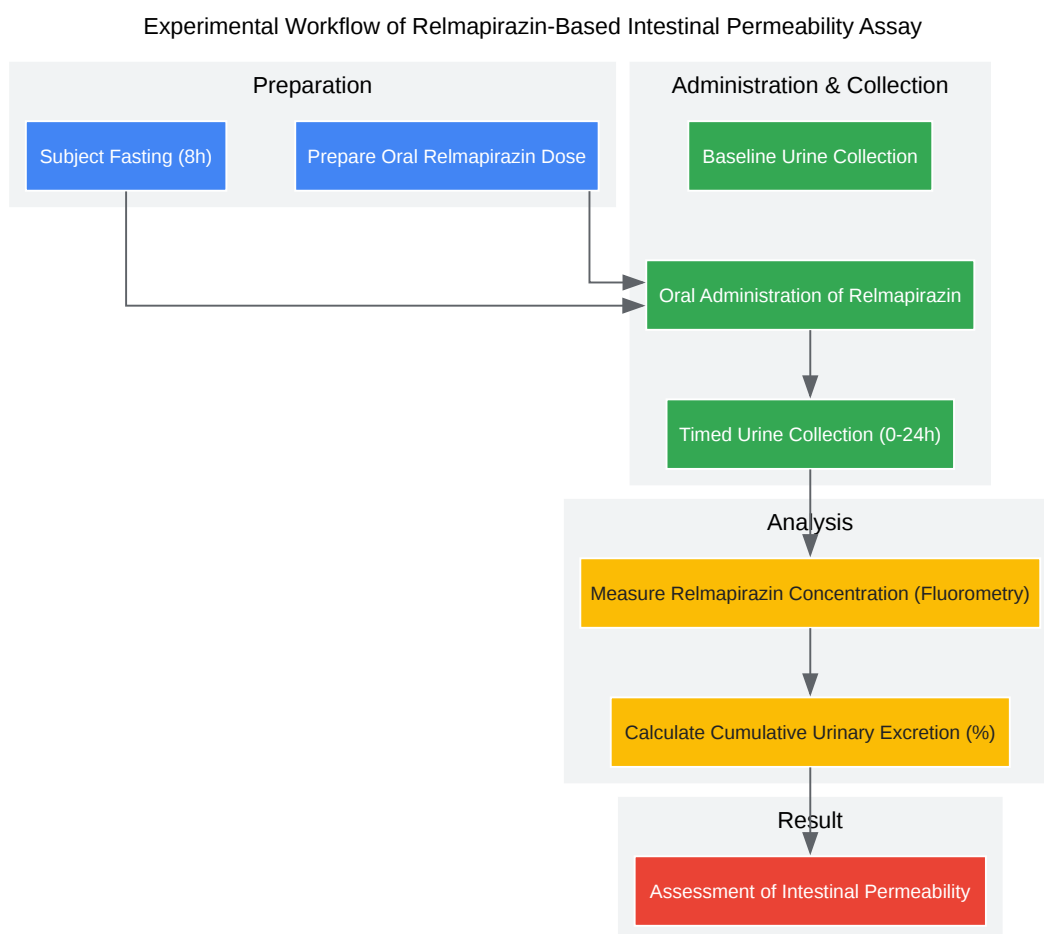 Experimental Workflow of Relmapirazin-Based Intestinal Permeability Assay
Preparation
Subject Fasting (8h)
Prepare Oral Relmapirazin Dose
Administration & Collection
Baseline Urine Collection
Oral Administration of Relmapirazin
Timed Urine Collection (0-24h)
Analysis
Measure Relmapirazin Concentration (Fluorometry)
Calculate Cumulative Urinary Excretion (%)
Result
Assessment of Intestinal Permeability